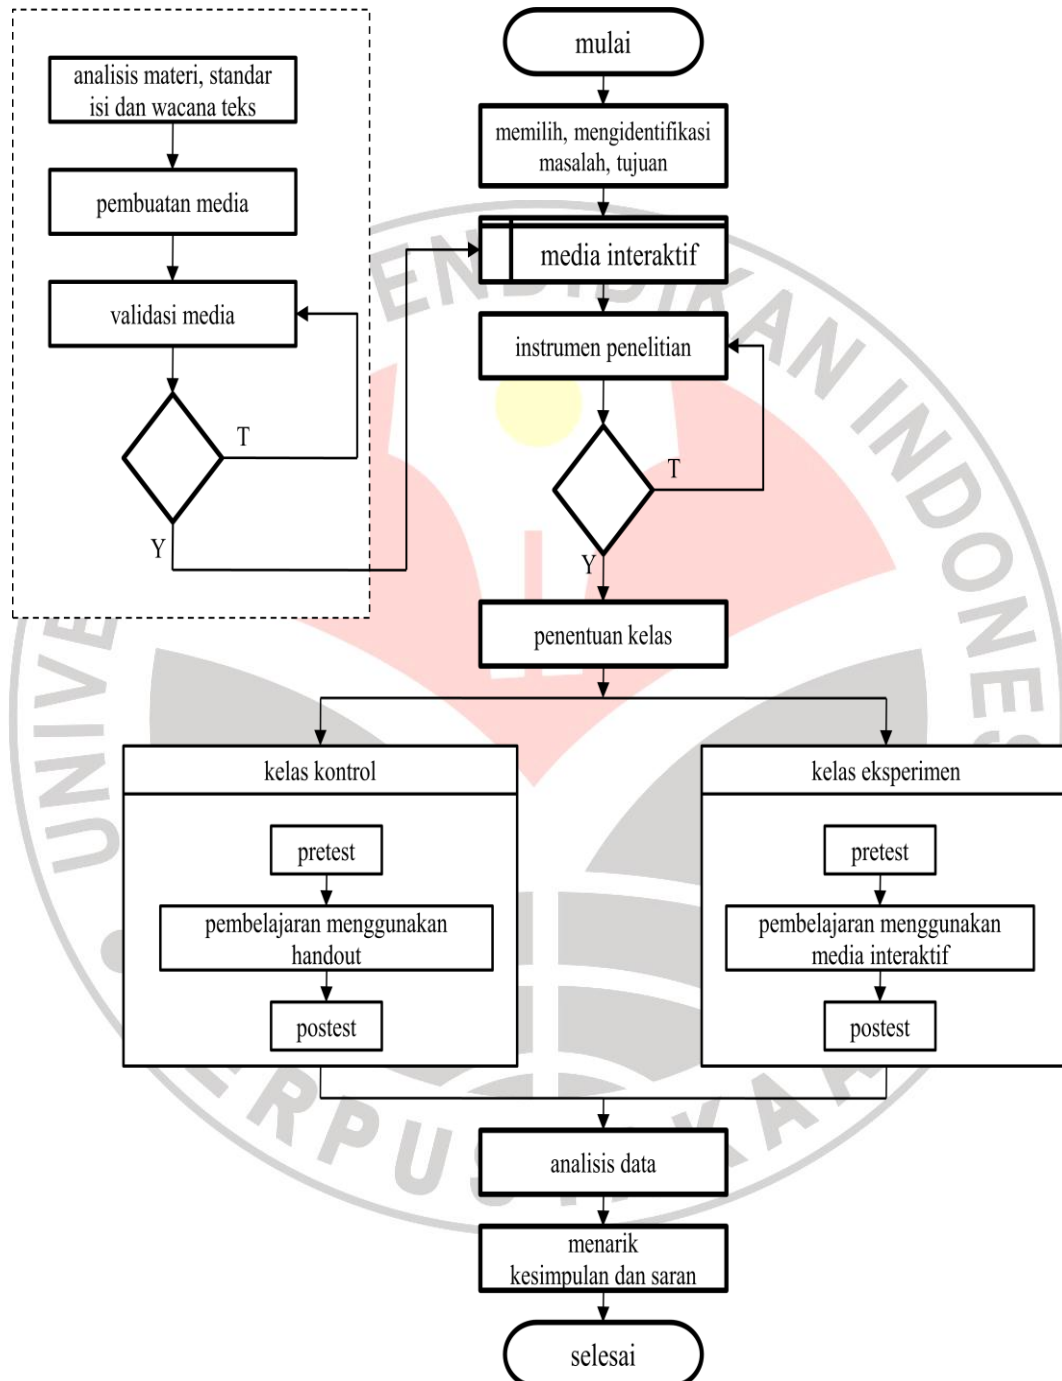 mulai
memilih, mengidentifikasi
masalah, tujuan
media interaktif
instrumen penelitian
T
Y
analisis materi, standar
isi dan wacana teks
pembuatan media
validasi media
T
Y
penentuan kelas
kelas kontrol
pretest
pembelajaran menggunakan
handout
postest
kelas eksperimen
pretest
pembelajaran menggunakan
media interaktif
postest
analisis data
menarik
kesimpulan dan saran
selesai